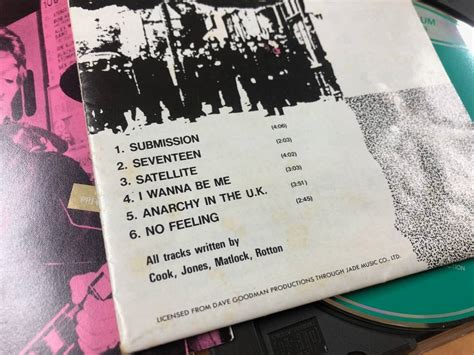 1. SUBMISSION (4:06)
2. SEVENTEEN (2:03)
3. SATELLITE (4:02)
4. I WANNA BE ME (3:03)
5. ANARCHY IN THE U.K. (3:51)
6. NO FEELING (2:45)
All tracks written by
Cook, Jones, Matlock, Rotton
LICENSED FROM DAVE GOODMAN PRODUCTIONS THROUGH JADE MUSIC CO., LTD.